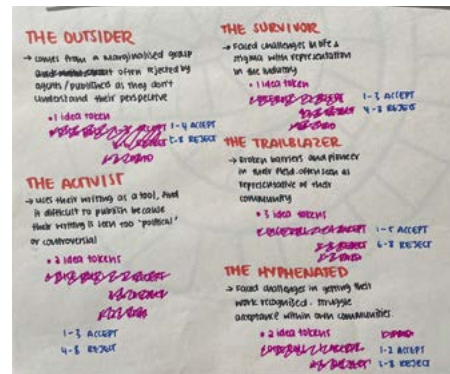 THE OUTSIDER
→ comes from a marginalised group
often rejected by
agents / publishers as they don't
understand their perspective
• 1 idea token
1-4 ACCEPT
5-8 REJECT
THE ACTIVIST
→ uses their writing as a tool, find
it difficult to publish because
their writing is seen too "political"
or controversial
• 2 idea tokens
1-3 ACCEPT
4-8 REJECT
THE SURVIVOR
→ Faced challenges in life &
stigma with representation
in the industry
• 1 idea token
1-3 ACCEPT
4-8 REJECT
THE TRAILBLAZER
→ Broken barriers and pioneer
in their field. often seen as
representative of their
community
• 3 idea tokens
1-5 ACCEPT
6-8 REJECT
THE HYPHENATED
→ Faced challenges in getting their
work recognised. struggle
acceptance within own communities.
• 2 idea tokens
1-2 ACCEPT
3-8 REJECT